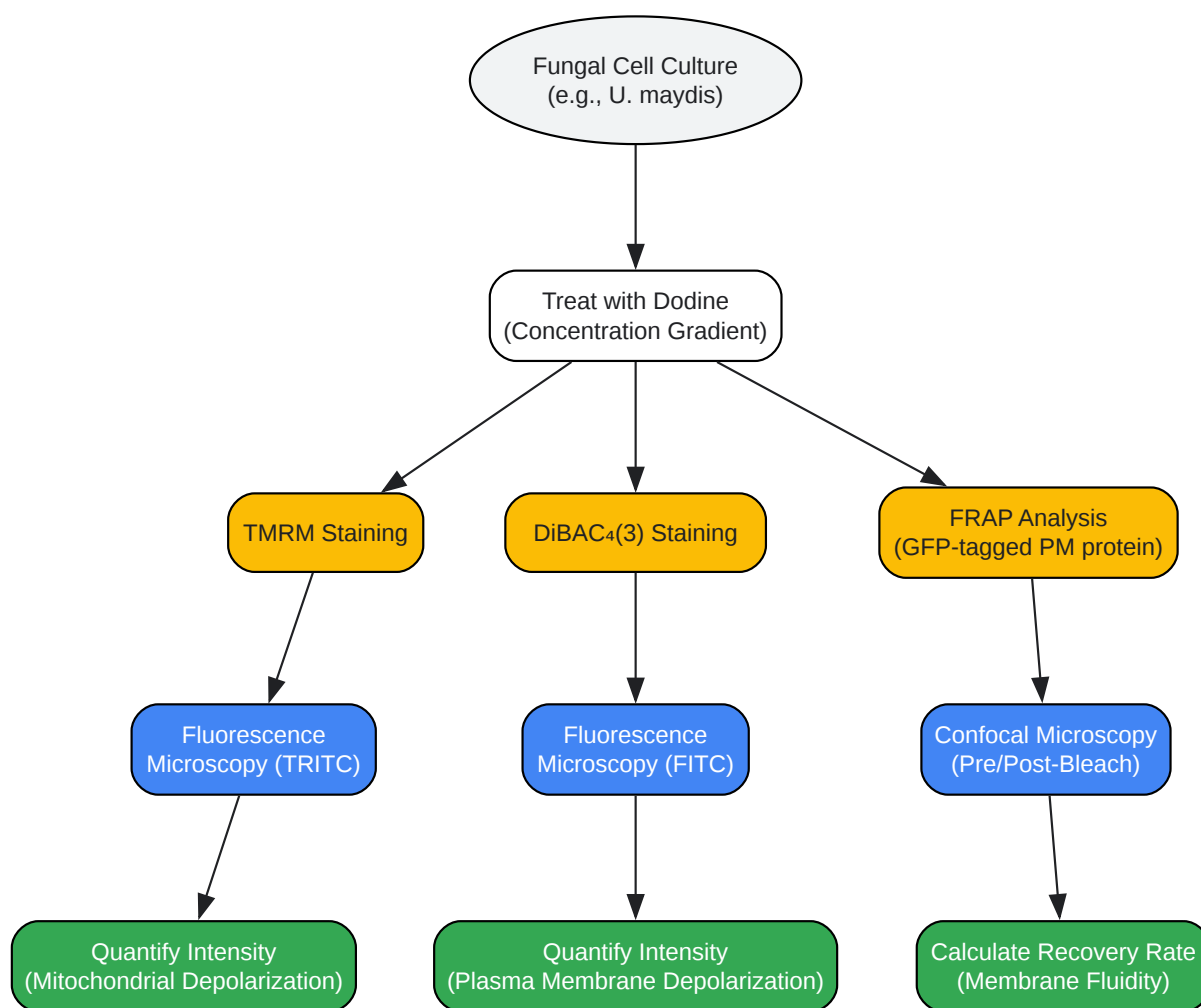 Fungal Cell Culture
(e.g., U. maydis)
Treat with Dodine
(Concentration Gradient)
TMRM Staining
DiBAC₄(3) Staining
FRAP Analysis
(GFP-tagged PM protein)
Fluorescence
Microscopy (TRITC)
Fluorescence
Microscopy (FITC)
Confocal Microscopy
(Pre/Post-Bleach)
Quantify Intensity
(Mitochondrial Depolarization)
Quantify Intensity
(Plasma Membrane Depolarization)
Calculate Recovery Rate
(Membrane Fluidity)